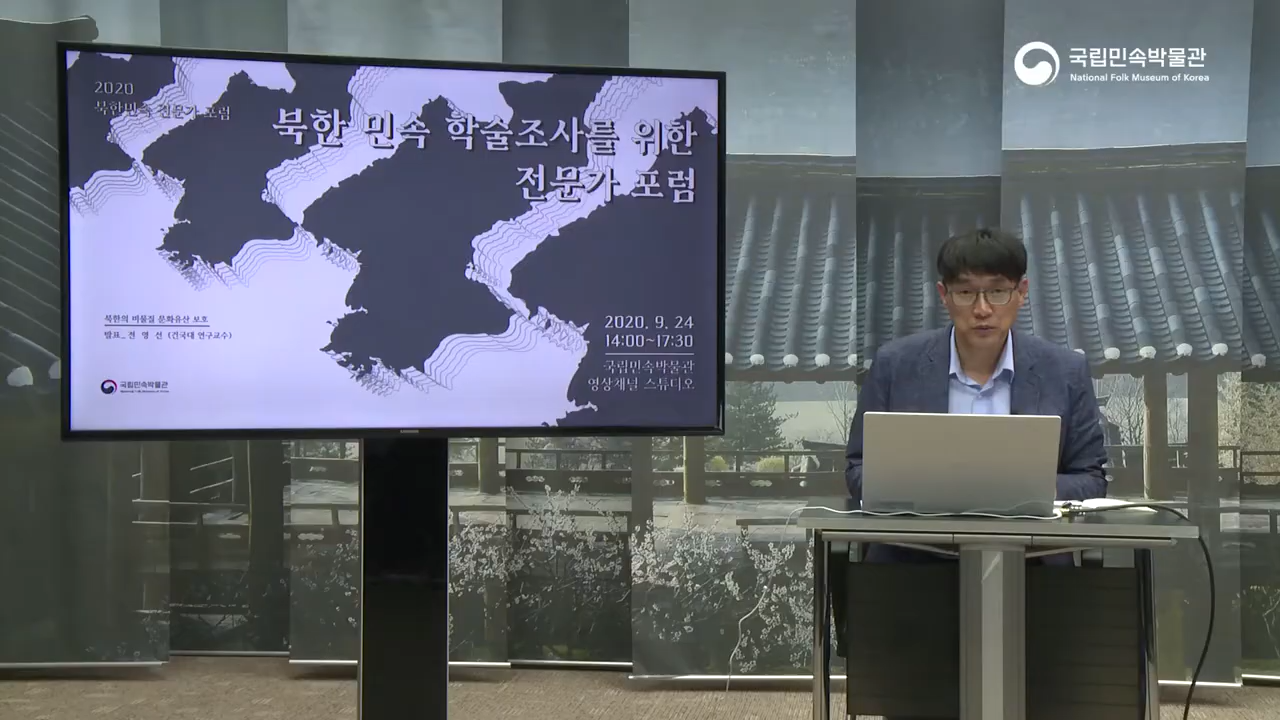 2020
북한민속 전문가 포럼
북한 민속 학술조사를 위한
전문가 포럼
북한의 비물질 문화유산 보호
발표_전 영 선 (건국대 연구교수)
2020. 9. 24
14:00~17:30
국립민속박물관
영상채널 스튜디오
국립민속박물관
국립민속박물관
National Folk Museum of Korea